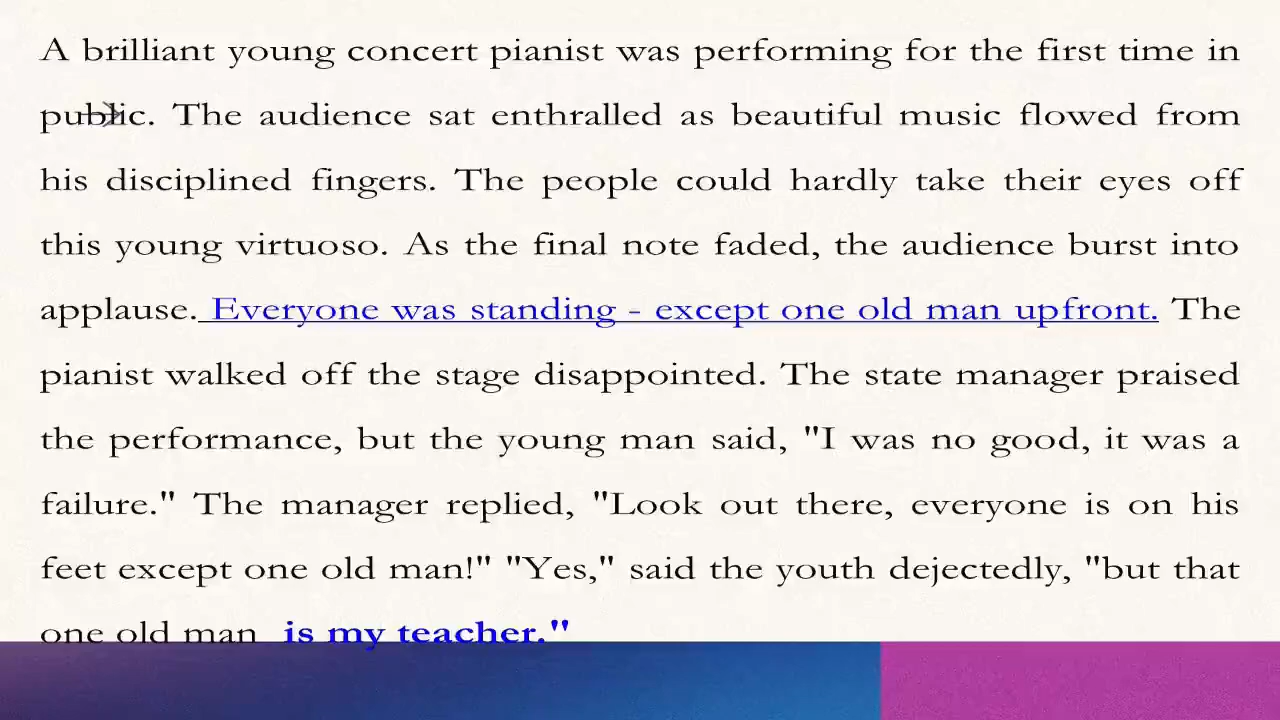 A brilliant young concert pianist was performing for the first time in
public. The audience sat enthralled as beautiful music flowed from
his disciplined fingers. The people could hardly take their eyes off
this young virtuoso. As the final note faded, the audience burst into
applause. Everyone was standing - except one old man upfront. The
pianist walked off the stage disappointed. The state manager praised
the performance, but the young man said, "I was no good, it was a
failure." The manager replied, "Look out there, everyone is on his
feet except one old man!" "Yes," said the youth dejectedly, "but that
one old man is my teacher."